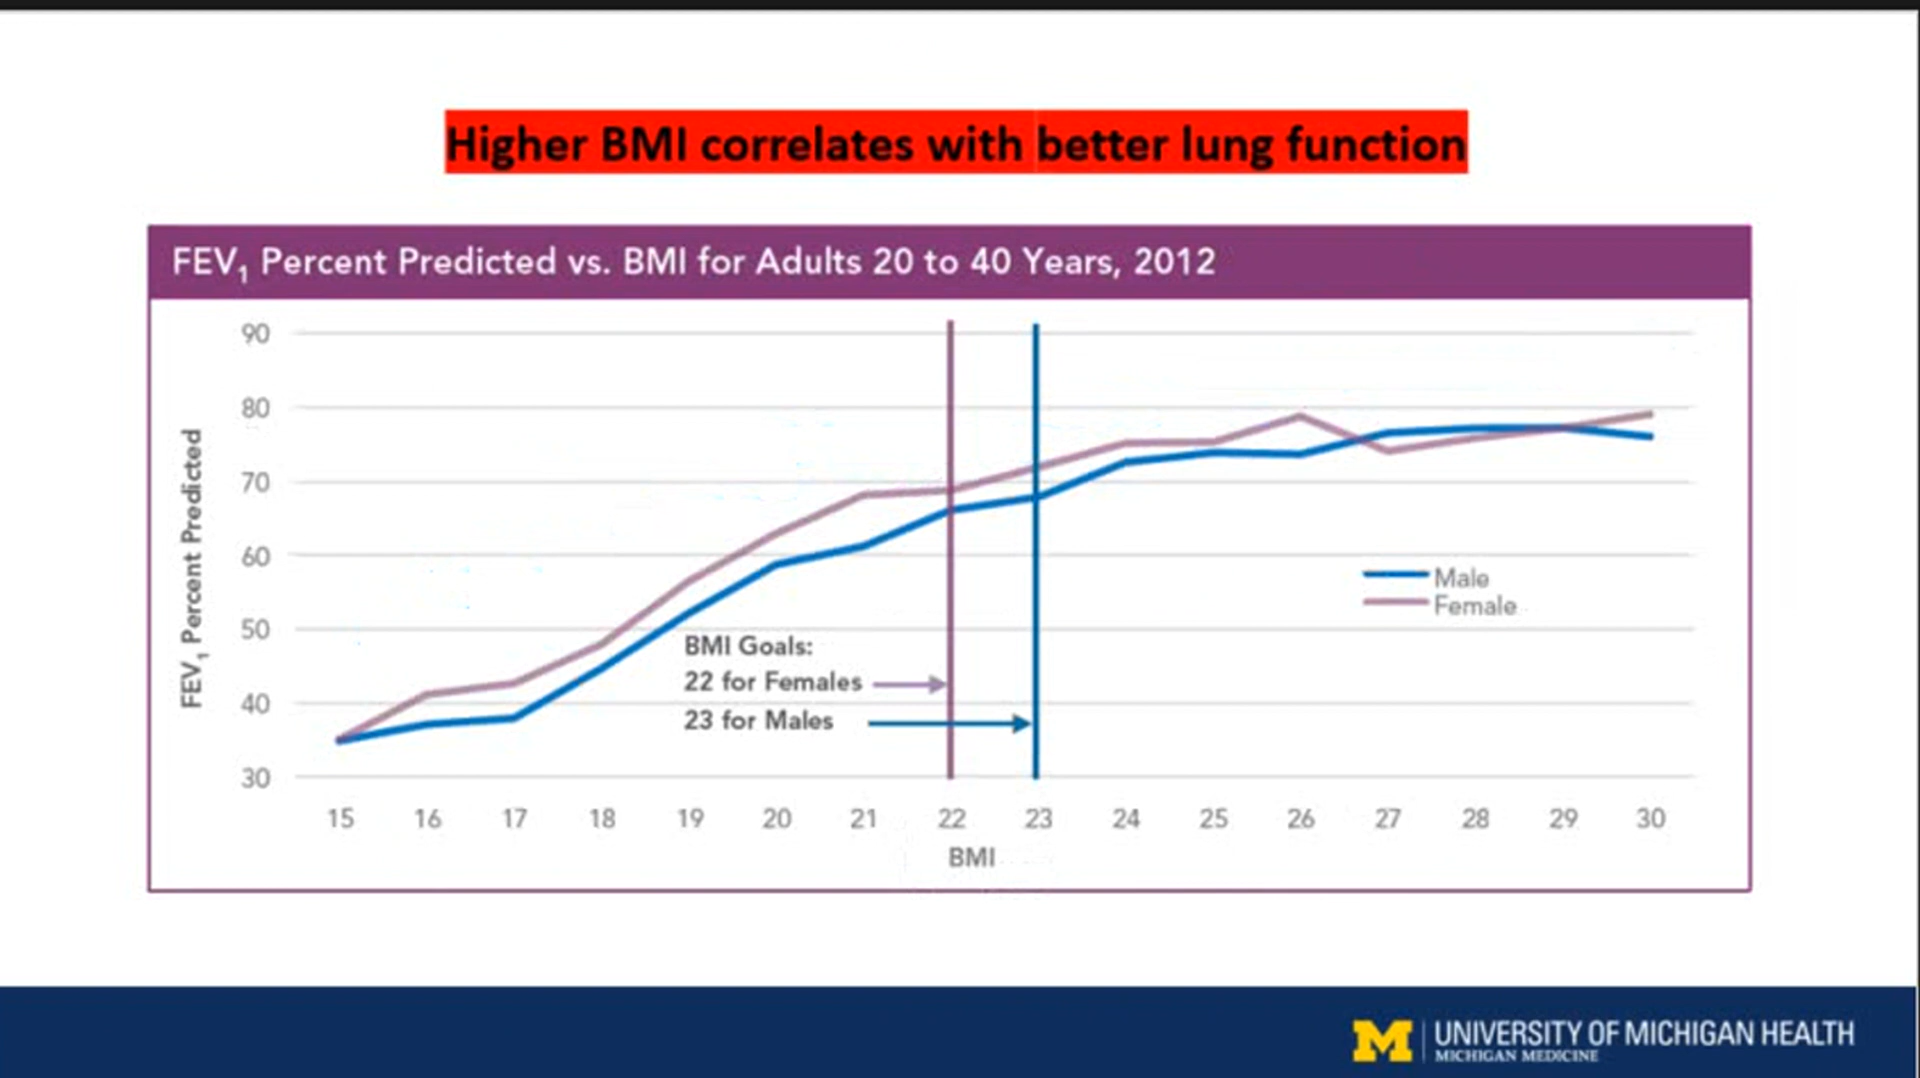 Higher BMI correlates with better lung function
FEV₁ Percent Predicted vs. BMI for Adults 20 to 40 Years, 2012
FEV₁ Percent Predicted
90
80
70
60
50
40
30
BMI Goals:
22 for Females
23 for Males
Male
Female
15 16 17 18 19 20 21 22 23 24 25 26 27 28 29 30
BMI
M UNIVERSITY OF MICHIGAN HEALTH
MICHIGAN MEDICINE